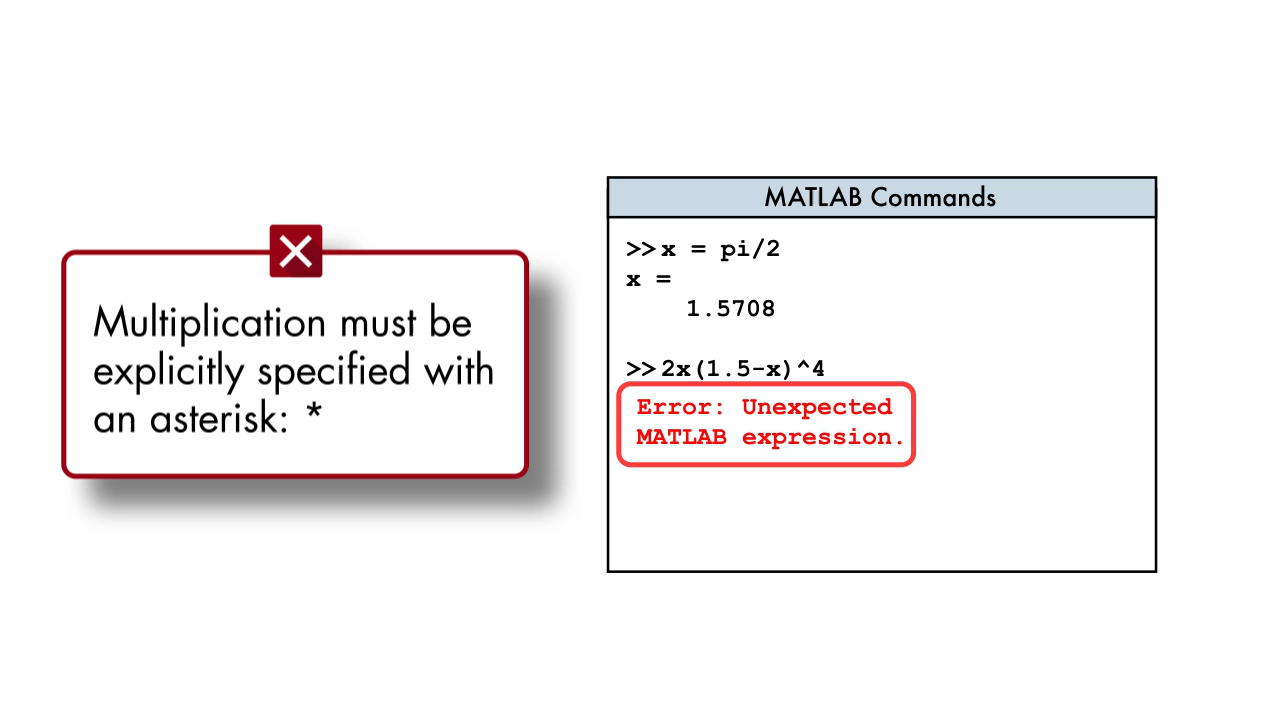 Multiplication must be
explicitly specified with
an asterisk: *
MATLAB Commands
>>x = pi/2
x =
1.5708
>>2x(1.5-x)^4
Error: Unexpected
MATLAB expression.